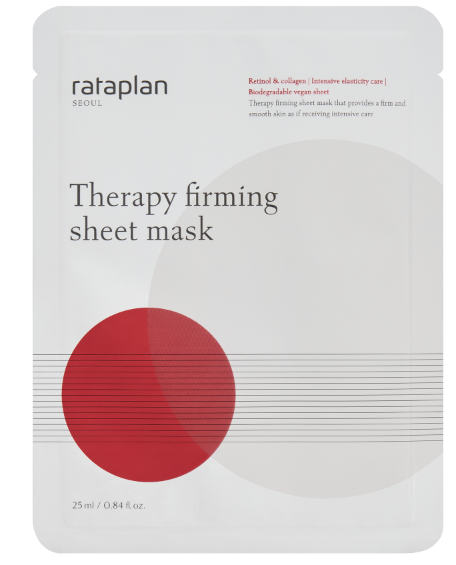 rataplan
SEOUL
Retinol & collagen | Intensive elasticity care |
Biodegradable vegan sheet
Therapy firming sheet mask that provides a firm and
smooth skin as if receiving intensive care
Therapy firming
sheet mask
25 ml / 0.84 fl. oz.